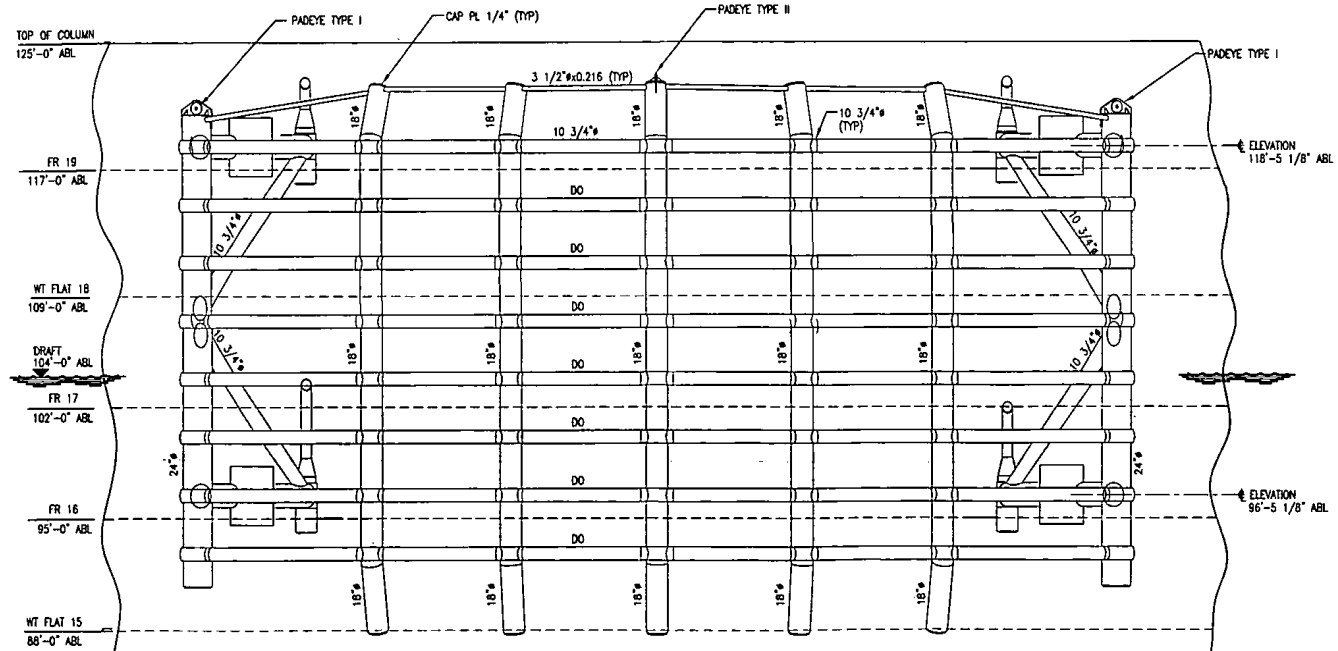 PADEYE TYPE I
CAP PL 1/4" (TYP)
PADEYE TYPE II
TOP OF COLUMN
125'-0" ABL
PADEYE TYPE I
3 1/2"øx0.216 (TYP)
18"ø
18"ø
18"ø
18"ø
18"ø
10 3/4"ø
(TYP)
10 3/4"ø
℄ ELEVATION
118'-5 1/8" ABL
FR 19
117'-0" ABL
DO
10 3/4"ø
10 3/4"ø
DO
WT FLAT 18
109'-0" ABL
DO
10 3/4"ø
10 3/4"ø
DRAFT
104'-0" ABL
18"ø
18"ø
18"ø
18"ø
18"ø
DO
FR 17
102'-0" ABL
DO
24"ø
24"ø
DO
℄ ELEVATION
96'-5 1/8" ABL
FR 16
95'-0" ABL
DO
18"ø
18"ø
18"ø
18"ø
18"ø
WT FLAT 15
88'-0" ABL